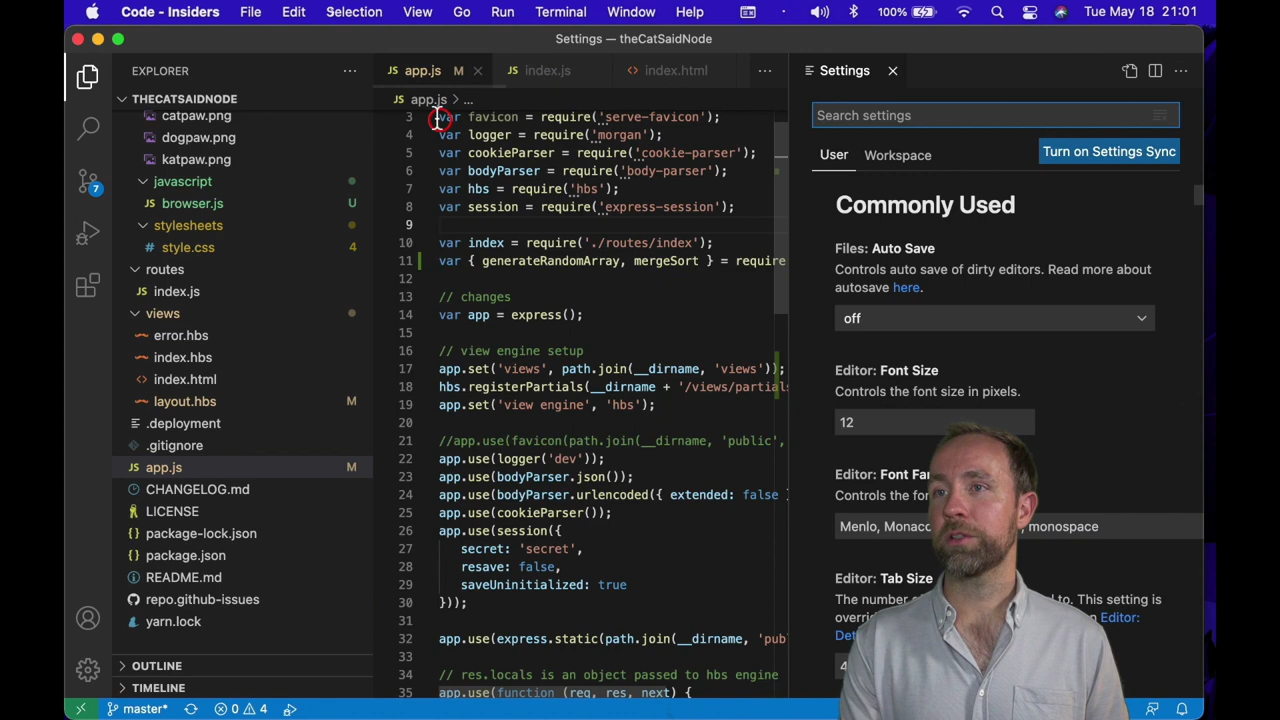 Code - Insiders File Edit Selection View Go Run Terminal Window Help 100% Tue May 18 21:01
Settings — theCatSaidNode
EXPLORER
THECATSAIDNODE
catpaw.png
dogpaw.png
katpaw.png
javascript
browser.js U
stylesheets
style.css 4
routes
index.js
views
error.hbs
index.hbs
index.html
layout.hbs M
.deployment
.gitignore
app.js M
CHANGELOG.md
LICENSE
package-lock.json
package.json
README.md
repo.github-issues
yarn.lock
OUTLINE
TIMELINE
7
JS app.js M JS index.js index.html
JS app.js > ...
3 var favicon = require('serve-favicon');
4 var logger = require('morgan');
5 var cookieParser = require('cookie-parser');
6 var bodyParser = require('body-parser');
7 var hbs = require('hbs');
8 var session = require('express-session');
9
10 var index = require('./routes/index');
11 var { generateRandomArray, mergeSort } = require
12
13 // changes
14 var app = express();
15
16 // view engine setup
17 app.set('views', path.join(__dirname, 'views'));
18 hbs.registerPartials(__dirname + '/views/partials
19 app.set('view engine', 'hbs');
20
21 //app.use(favicon(path.join(__dirname, 'public',
22 app.use(logger('dev'));
23 app.use(bodyParser.json());
24 app.use(bodyParser.urlencoded({ extended: false }
25 app.use(cookieParser());
26 app.use(session({
27 secret: 'secret',
28 resave: false,
29 saveUninitialized: true
30 }));
31
32 app.use(express.static(path.join(__dirname, 'pub
33
34 // res.locals is an object passed to hbs engine
35 app.use(function (req, res, next) {
Settings
Search settings
User Workspace Turn on Settings Sync
Commonly Used
Files: Auto Save
Controls auto save of dirty editors. Read more about
autosave here.
off
Editor: Font Size
Controls the font size in pixels.
12
Editor: Font Fa
Controls the fo
Menlo, Monaco monospace
Editor: Tab Size
The number of to. This setting is
overri Editor:
De
4
master* 0 4